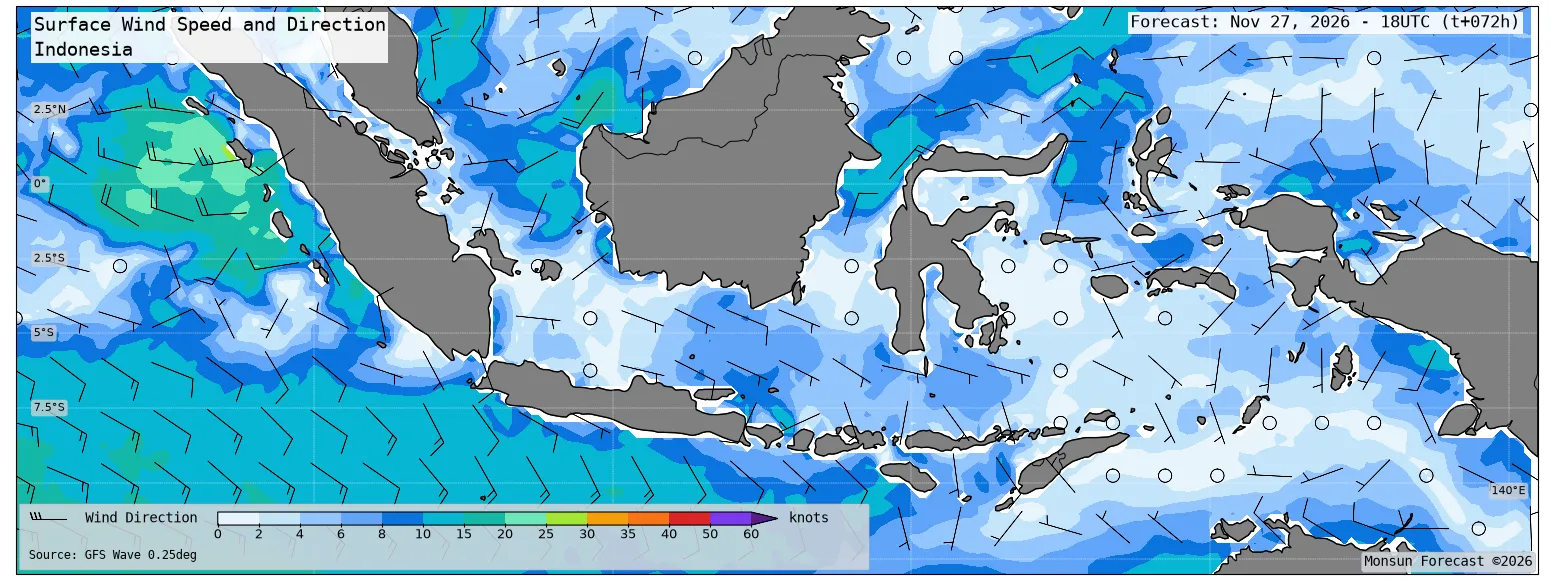 Surface Wind Speed and Direction
Indonesia
Forecast: Nov 27, 2026 - 18UTC (t+072h)
2.5°N
0°
2.5°S
5°S
7.5°S
140°E
Wind Direction
0 2 4 6 8 10 15 20 25 30 35 40 50 60 knots
Source: GFS Wave 0.25deg
Monsun Forecast ©2026